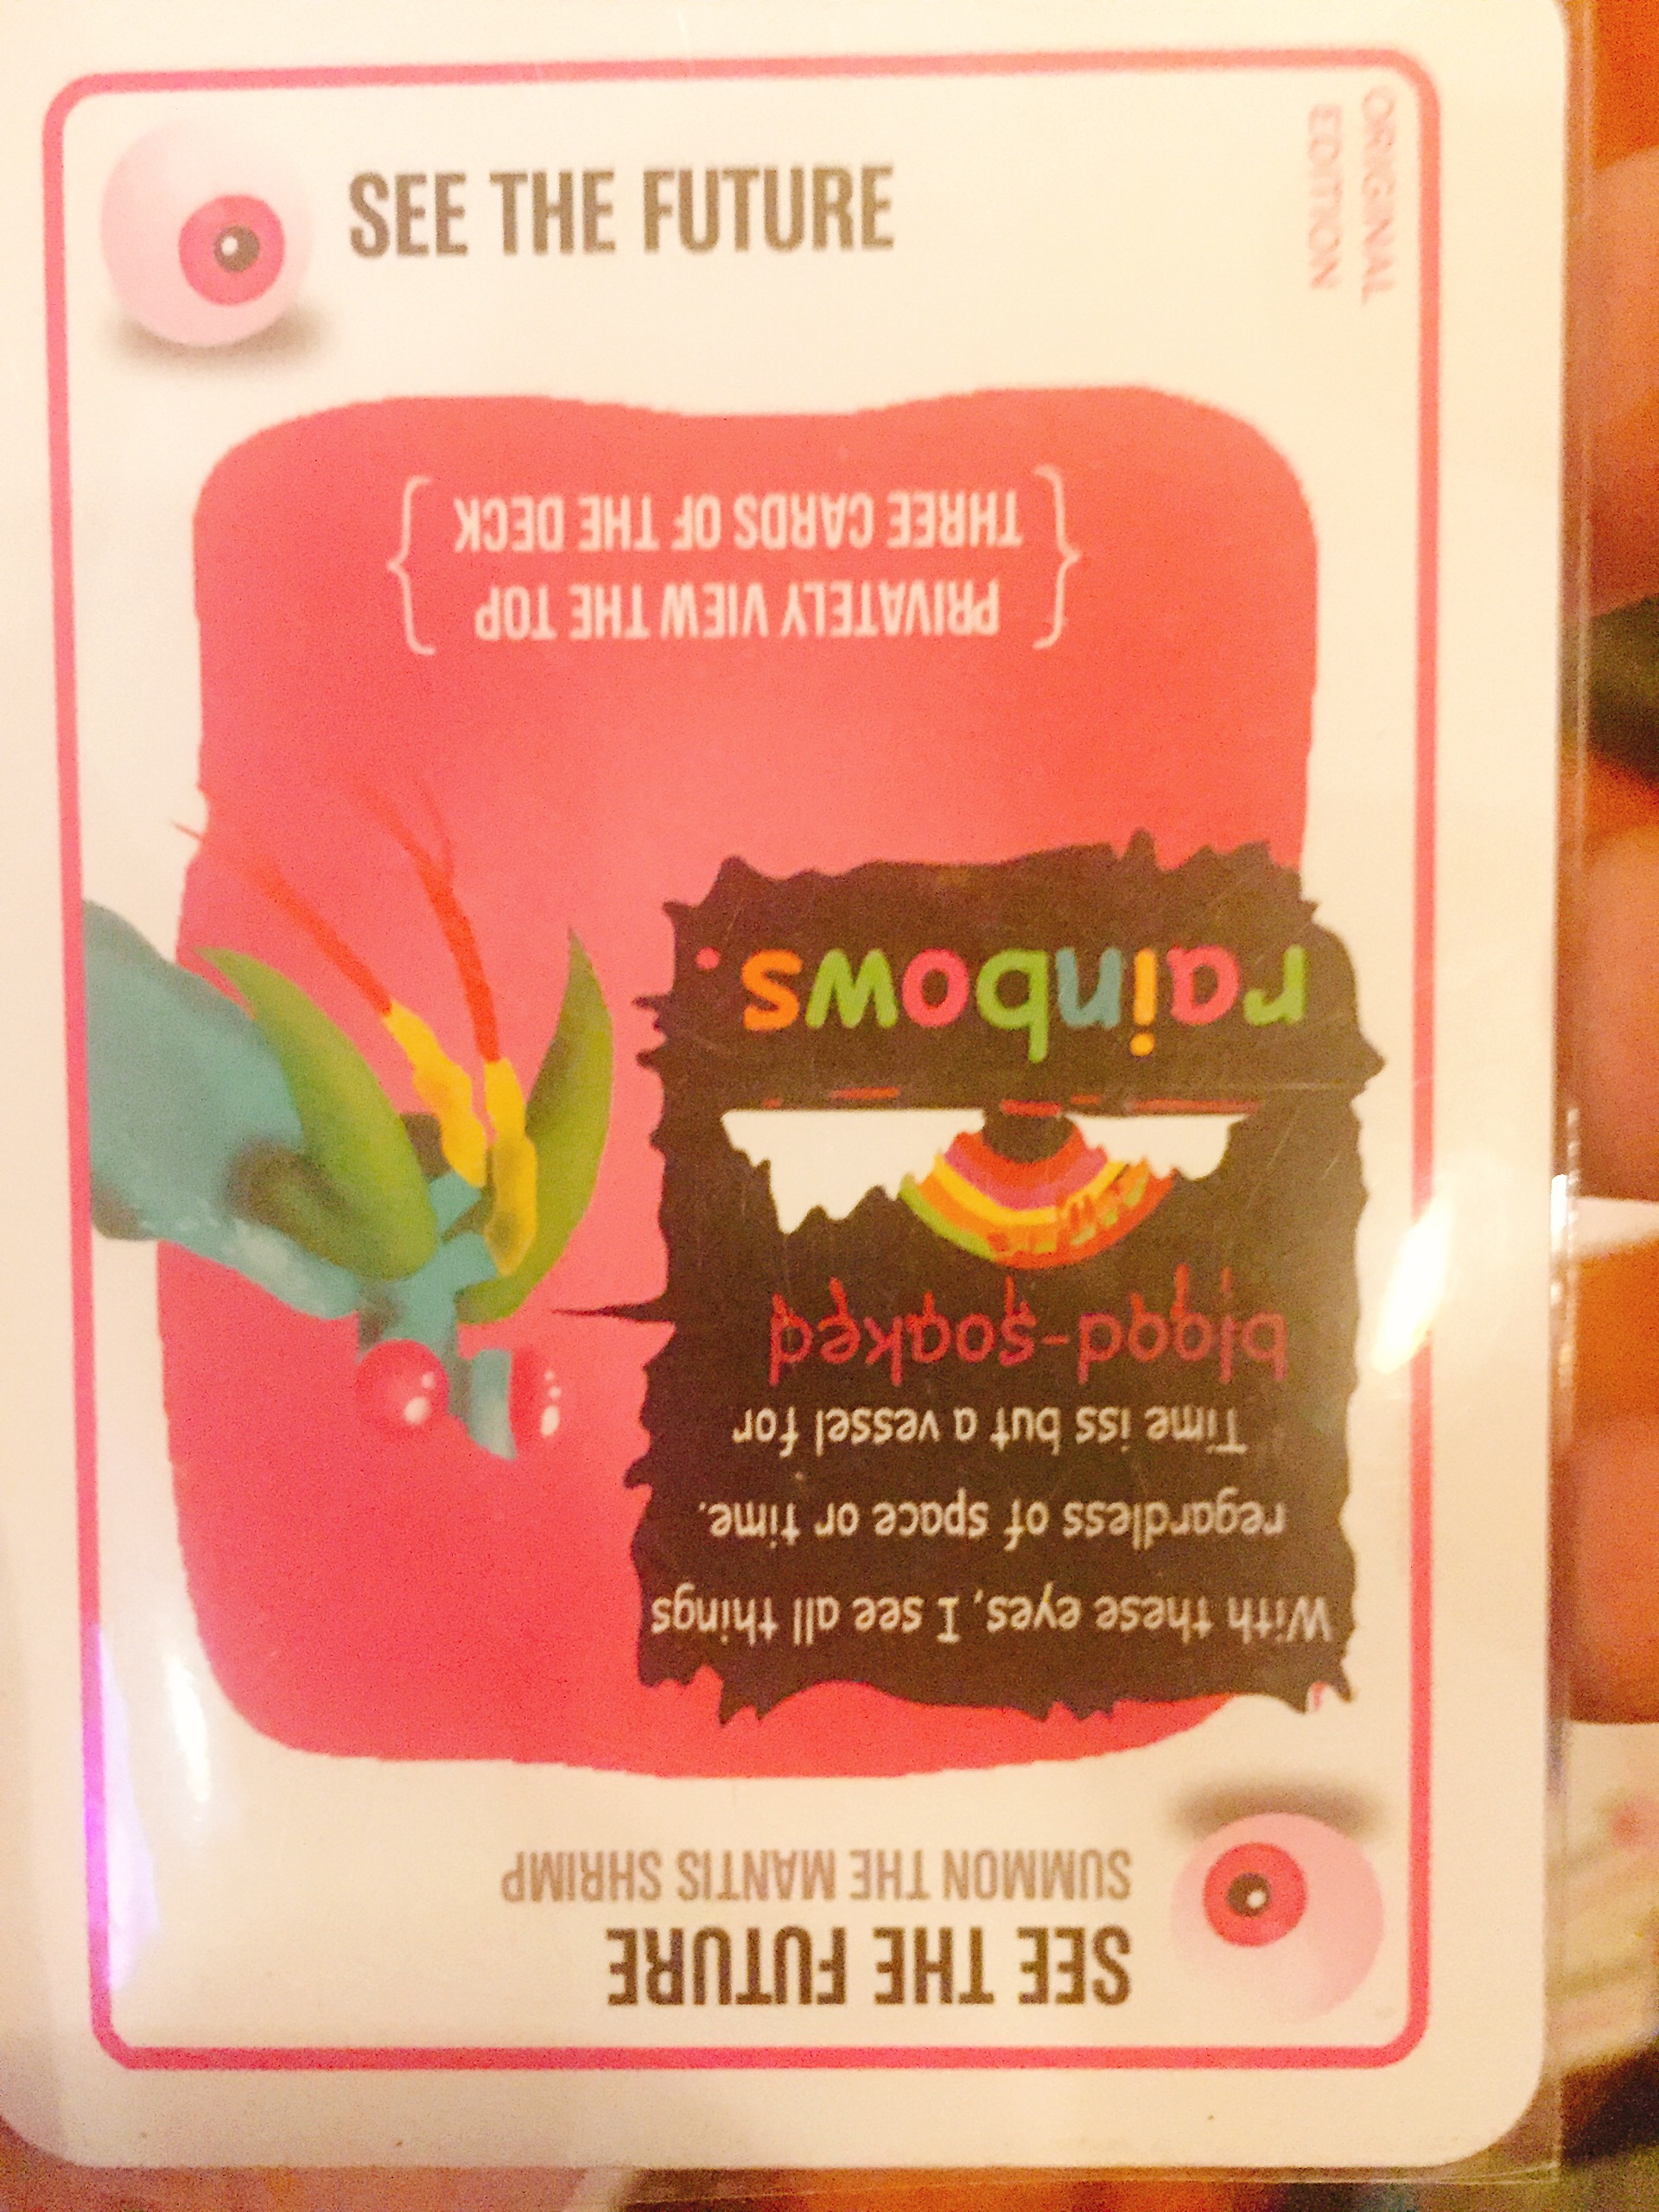 SEE THE FUTURE
SUMMON THE MANTIS SHRIMP
With these eyes, I see all things
regardless of space or time.
Time iss but a vessel for
blood-soaked
rainbows.
PRIVATELY VIEW THE TOP
THREE CARDS OF THE DECK
SEE THE FUTURE
ORIGINAL
EDITION